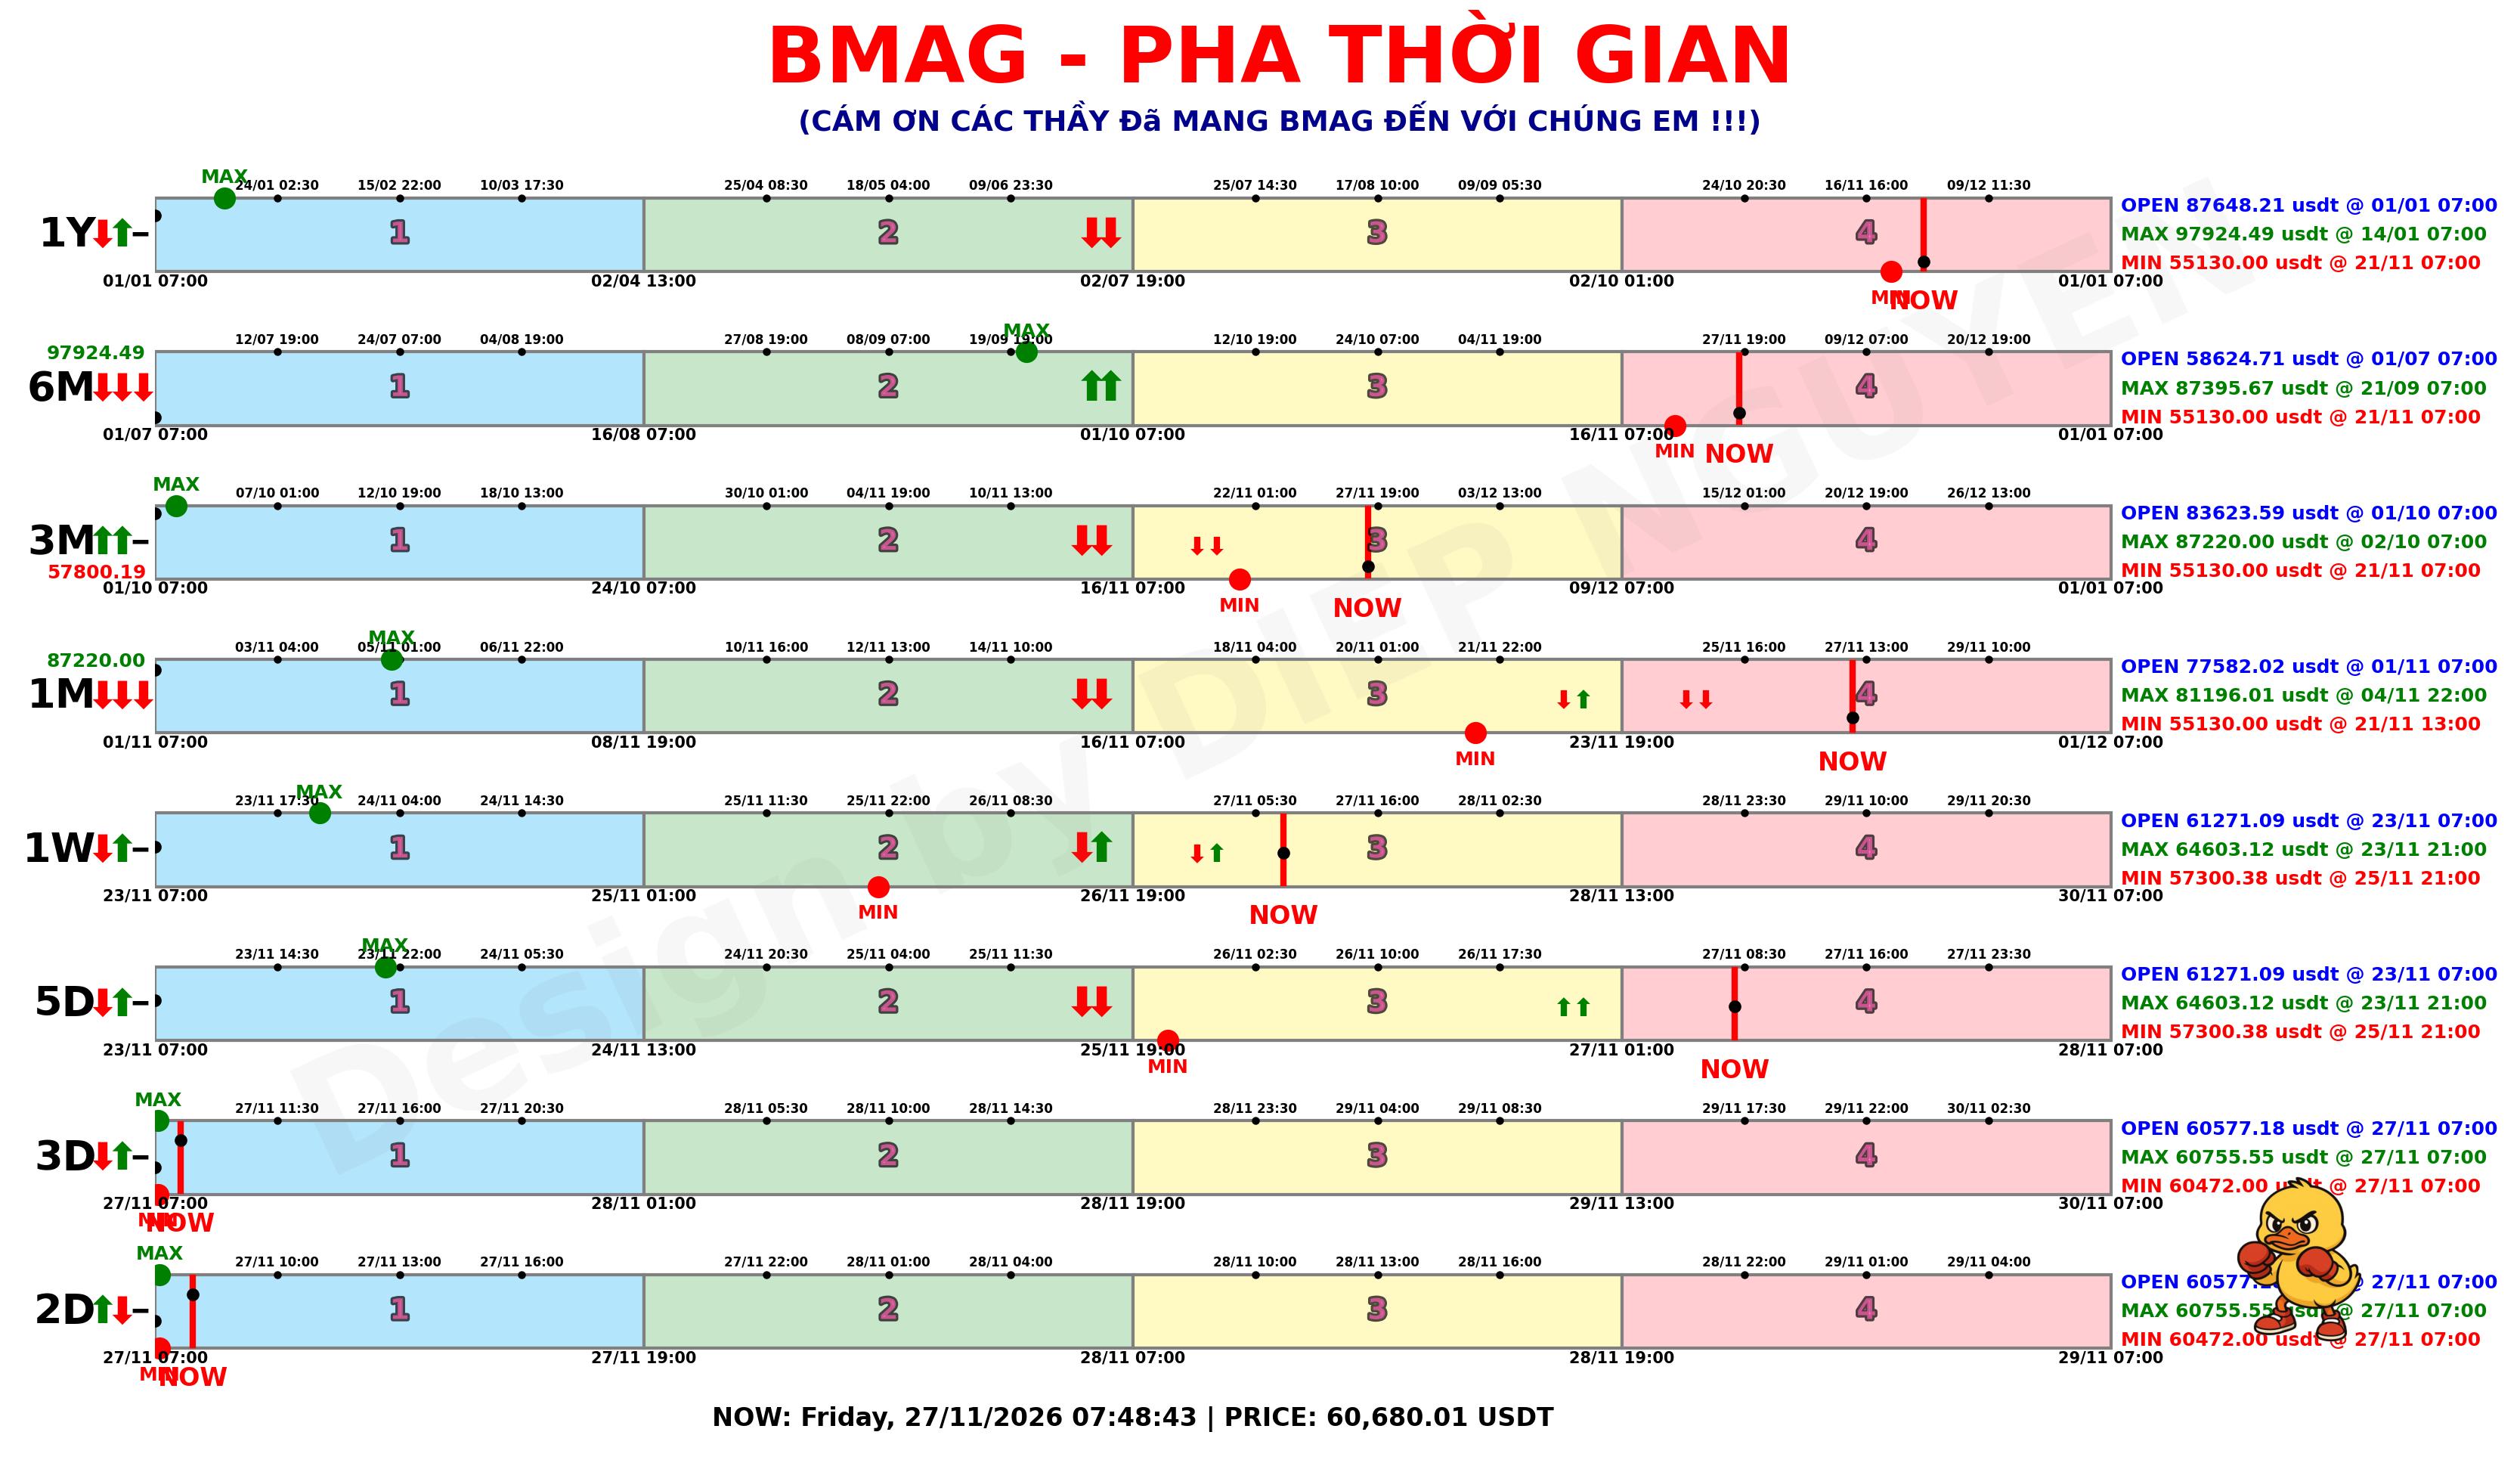 BMAG - PHA THỜI GIAN
(CÁM ƠN CÁC THẦY Đã MANG BMAG ĐẾN VỚI CHÚNG EM !!!)
MAX
24/01 02:30 15/02 22:00 10/03 17:30 25/04 08:30 18/05 04:00 09/06 23:30 25/07 14:30 17/08 10:00 09/09 05:30 24/10 20:30 16/11 16:00 09/12 11:30
1Y⬇⬆– 1 2 ⬇⬇ 3 4
OPEN 87648.21 usdt @ 01/01 07:00
MAX 97924.49 usdt @ 14/01 07:00
MIN 55130.00 usdt @ 21/11 07:00
01/01 07:00 02/04 13:00 02/07 19:00 02/10 01:00 01/01 07:00
MIN NOW
MAX
12/07 19:00 24/07 07:00 04/08 19:00 27/08 19:00 08/09 07:00 19/09 19:00 12/10 19:00 24/10 07:00 04/11 19:00 27/11 19:00 09/12 07:00 20/12 19:00
97924.49
6M⬇⬇⬇ 1 2 ⬆⬆ 3 4
OPEN 58624.71 usdt @ 01/07 07:00
MAX 87395.67 usdt @ 21/09 07:00
MIN 55130.00 usdt @ 21/11 07:00
01/07 07:00 16/08 07:00 01/10 07:00 16/11 07:00 01/01 07:00
MIN NOW
MAX
07/10 01:00 12/10 19:00 18/10 13:00 30/10 01:00 04/11 19:00 10/11 13:00 22/11 01:00 27/11 19:00 03/12 13:00 15/12 01:00 20/12 19:00 26/12 13:00
3M⬆⬆– 1 2 ⬇⬇ ⬇⬇ 3 4
57800.19
OPEN 83623.59 usdt @ 01/10 07:00
MAX 87220.00 usdt @ 02/10 07:00
MIN 55130.00 usdt @ 21/11 07:00
01/10 07:00 24/10 07:00 16/11 07:00 09/12 07:00 01/01 07:00
MIN NOW
MAX
03/11 04:00 05/11 01:00 06/11 22:00 10/11 16:00 12/11 13:00 14/11 10:00 18/11 04:00 20/11 01:00 21/11 22:00 25/11 16:00 27/11 13:00 29/11 10:00
87220.00
1M⬇⬇⬇ 1 2 ⬇⬇ 3 ⬇⬆ ⬇⬇ 4
OPEN 77582.02 usdt @ 01/11 07:00
MAX 81196.01 usdt @ 04/11 22:00
MIN 55130.00 usdt @ 21/11 13:00
01/11 07:00 08/11 19:00 16/11 07:00 23/11 19:00 01/12 07:00
MIN NOW
MAX
23/11 17:30 24/11 04:00 24/11 14:30 25/11 11:30 25/11 22:00 26/11 08:30 27/11 05:30 27/11 16:00 28/11 02:30 28/11 23:30 29/11 10:00 29/11 20:30
1W⬇⬆– 1 2 ⬇⬆ ⬇⬆ 3 4
OPEN 61271.09 usdt @ 23/11 07:00
MAX 64603.12 usdt @ 23/11 21:00
MIN 57300.38 usdt @ 25/11 21:00
23/11 07:00 25/11 01:00 26/11 19:00 28/11 13:00 30/11 07:00
MIN NOW
MAX
23/11 14:30 23/11 22:00 24/11 05:30 24/11 20:30 25/11 04:00 25/11 11:30 26/11 02:30 26/11 10:00 26/11 17:30 27/11 08:30 27/11 16:00 27/11 23:30
5D⬇⬆– 1 2 ⬇⬇ 3 ⬆⬆ 4
OPEN 61271.09 usdt @ 23/11 07:00
MAX 64603.12 usdt @ 23/11 21:00
MIN 57300.38 usdt @ 25/11 21:00
23/11 07:00 24/11 13:00 25/11 19:00 27/11 01:00 28/11 07:00
MIN NOW
MAX
27/11 11:30 27/11 16:00 27/11 20:30 28/11 05:30 28/11 10:00 28/11 14:30 28/11 23:30 29/11 04:00 29/11 08:30 29/11 17:30 29/11 22:00 30/11 02:30
3D⬇⬆– 1 2 3 4
OPEN 60577.18 usdt @ 27/11 07:00
MAX 60755.55 usdt @ 27/11 07:00
MIN 60472.00 usdt @ 27/11 07:00
27/11 07:00 28/11 01:00 28/11 19:00 29/11 13:00 30/11 07:00
MIN NOW
MAX
27/11 10:00 27/11 13:00 27/11 16:00 27/11 22:00 28/11 01:00 28/11 04:00 28/11 10:00 28/11 13:00 28/11 16:00 28/11 22:00 29/11 01:00 29/11 04:00
2D⬆⬇– 1 2 3 4
OPEN @ 27/11 07:00
MAX 60755.55 usdt @ 27/11 07:00
MIN 60472.00 usdt @ 27/11 07:00
27/11 07:00 27/11 19:00 28/11 07:00 28/11 19:00 29/11 07:00
MIN NOW
NOW: Friday, 27/11/2026 07:48:43 | PRICE: 60,680.01 USDT
Design by DIEP NGUYEN